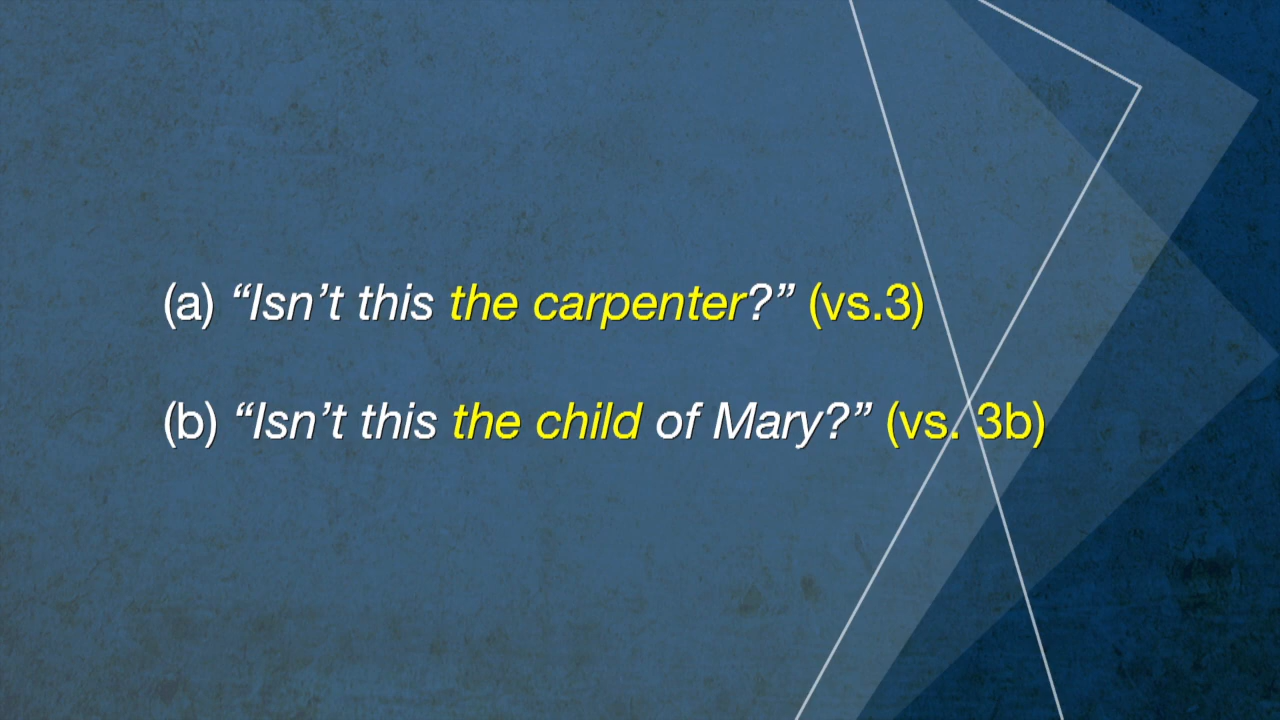 (a) “Isn’t this the carpenter?” (vs.3)
(b) “Isn’t this the child of Mary?” (vs. 3b)